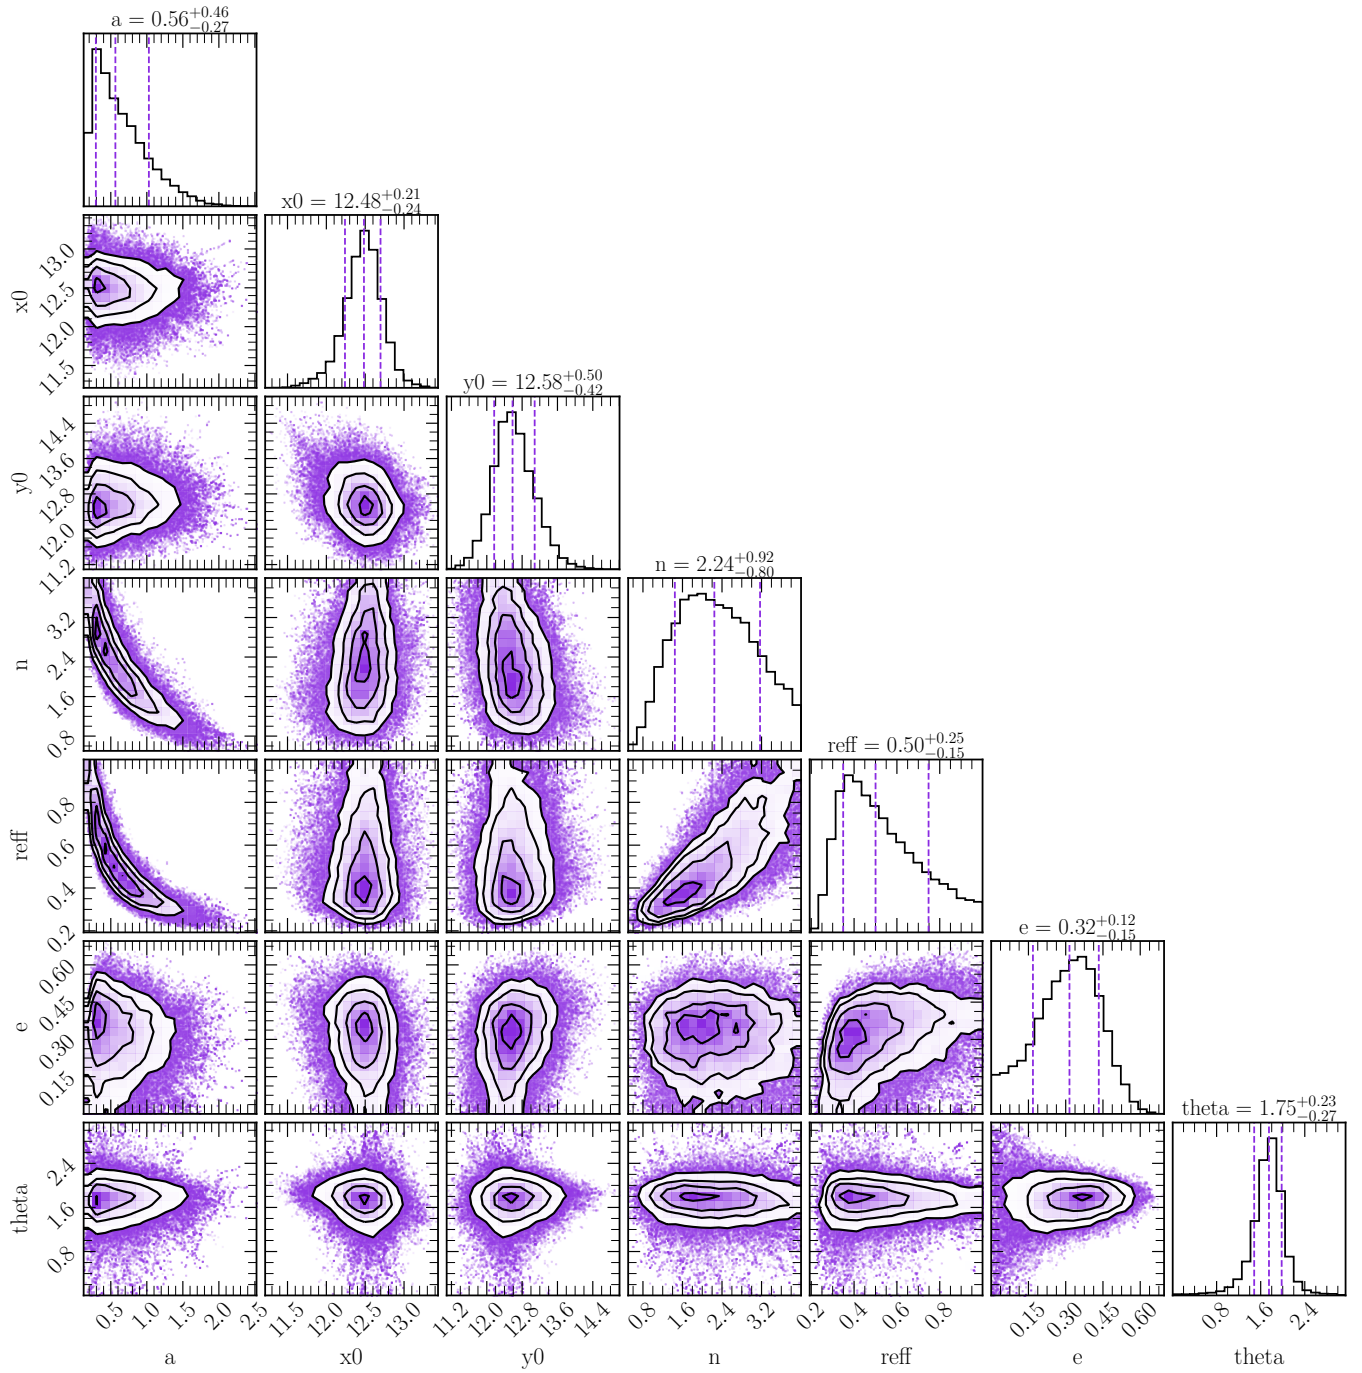 a = 0.56+0.46−0.27
x0 = 12.48+0.21−0.24
y0 = 12.58+0.50−0.42
n = 2.24+0.92−0.80
reff = 0.50+0.25−0.15
e = 0.32+0.12−0.15
theta = 1.75+0.23−0.27
x0
13.0
12.5
12.0
11.5
y0
14.4
13.6
12.8
12.0
11.2
n
3.2
2.4
1.6
0.8
reff
0.8
0.6
0.4
0.2
e
0.60
0.45
0.30
0.15
theta
2.4
1.6
0.8
0.5 1.0 1.5 2.0 2.5 11.5 12.0 12.5 13.0 11.2 12.0 12.8 13.6 14.4 0.8 1.6 2.4 3.2 0.2 0.4 0.6 0.8 0.15 0.30 0.45 0.60 0.8 1.6 2.4
a x0 y0 n reff e theta